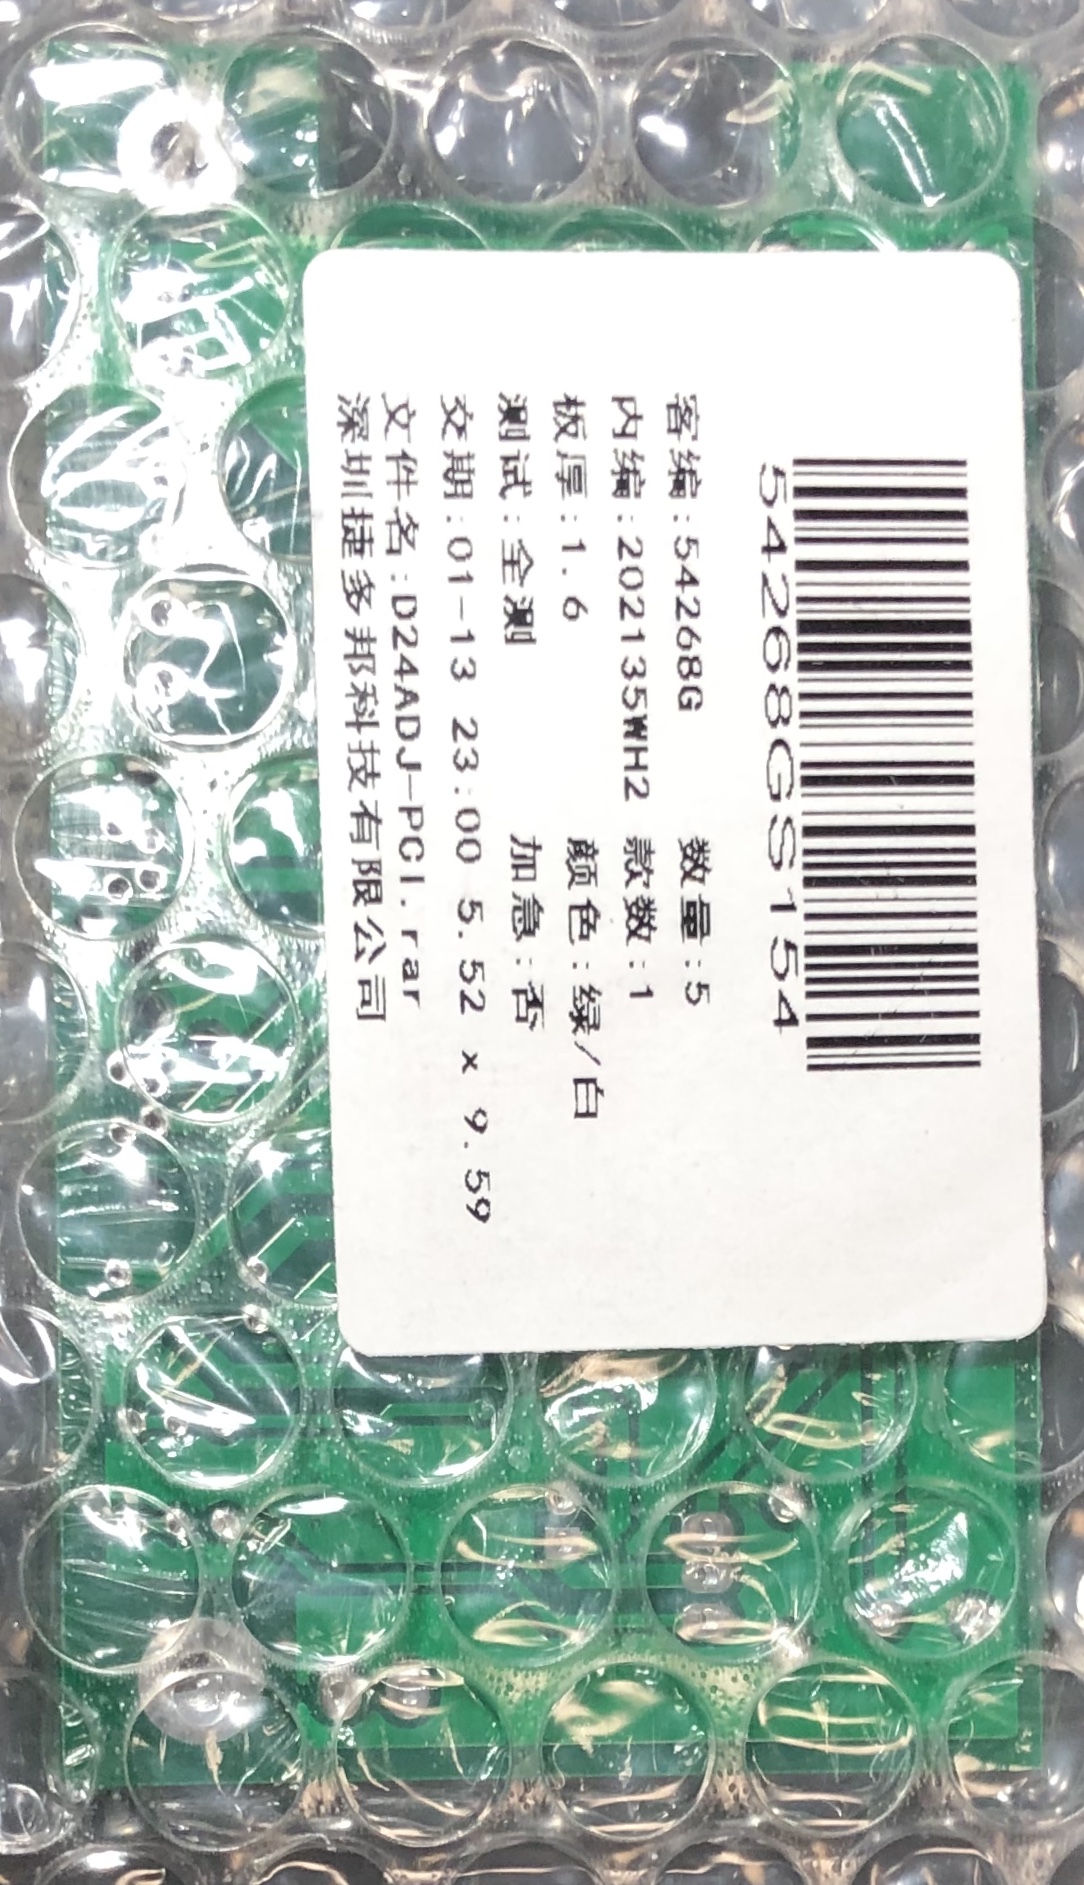 54268GS154
客编:54268G 数量:5
内编:202135WH2 款数:1
板厚:1.6 颜色:绿/白
测试:全测 加急:否
交期:01-13 23:00 5.52 x 9.59
文件名:D24ADJ-PCI.rar
深圳捷多邦科技有限公司